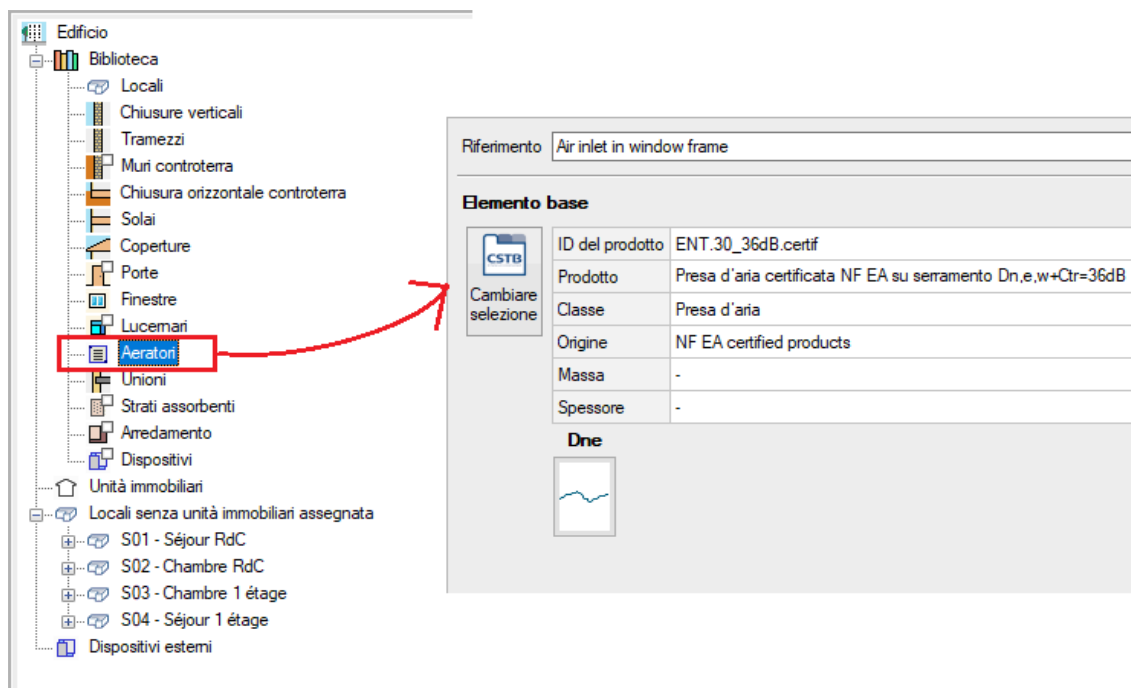 Edificio
Biblioteca
Locali
Chiusure verticali
Tramezzi
Muri controterra
Chiusura orizzontale controterra
Solai
Coperture
Porte
Finestre
Lucernari
Aeratori
Unioni
Strati assorbenti
Arredamento
Dispositivi
Unità immobiliari
Locali senza unità immobiliari assegnata
S01 - Séjour RdC
S02 - Chambre RdC
S03 - Chambre 1 étage
S04 - Séjour 1 étage
Dispositivi esterni
Riferimento Air inlet in window frame
Elemento base
CSTB
Cambiare
selezione
ID del prodotto ENT.30_36dB.certif
Prodotto Presa d'aria certificata NF EA su serramento Dn,e,w+Ctr=36dB
Classe Presa d'aria
Origine NF EA certified products
Massa -
Spessore -
Dne